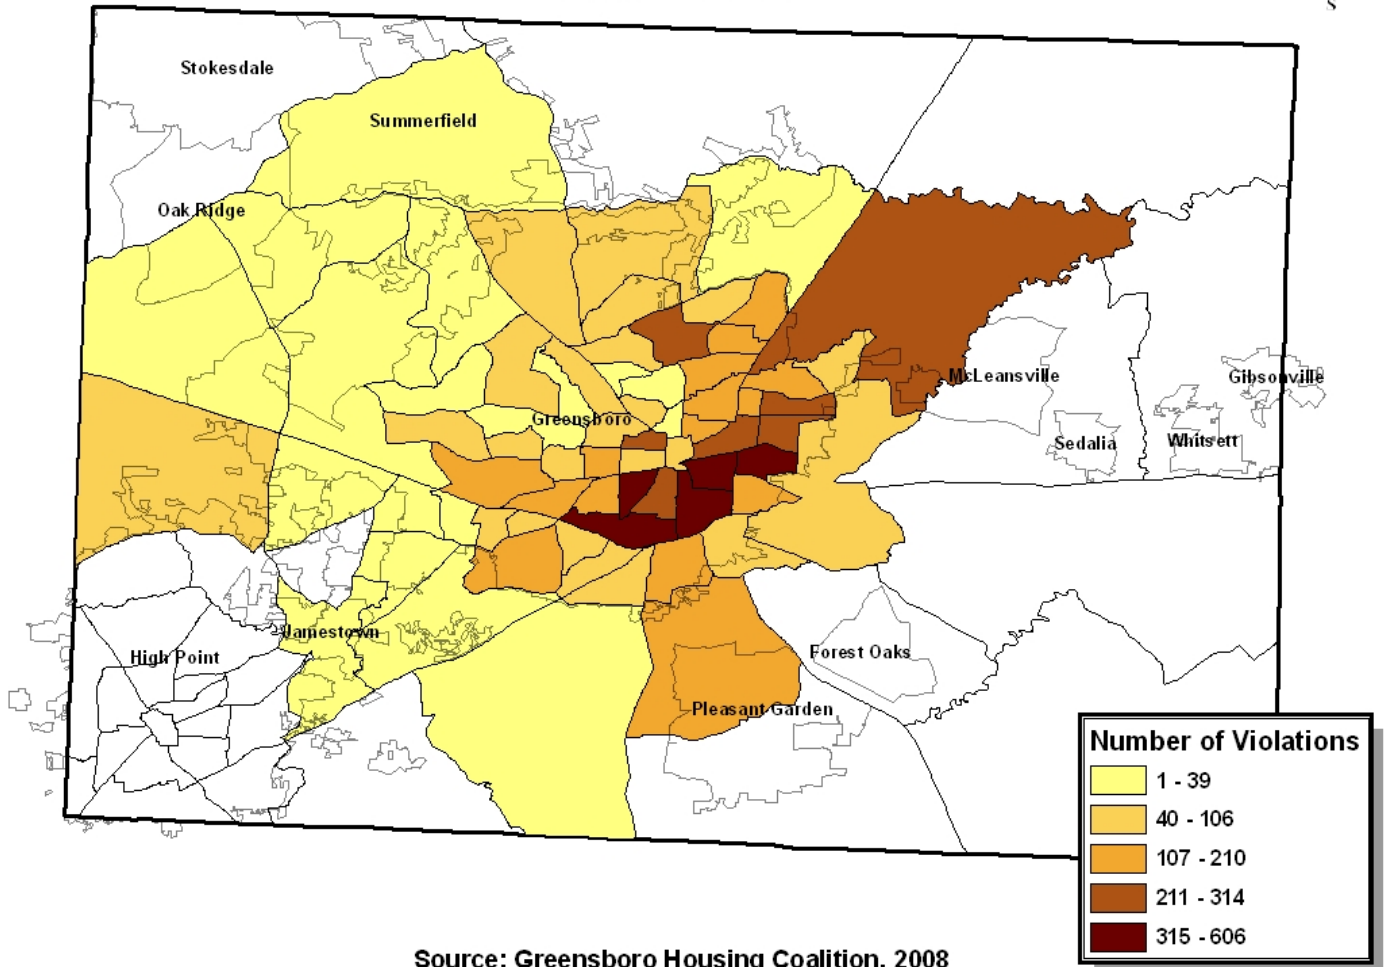 S
Stokesdale
Summerfield
Oak Ridge
Greensboro
McLeansville
Gibsonville
Sedalia
Whitsett
Jamestown
High Point
Forest Oaks
Pleasant Garden
Number of Violations
1 - 39
40 - 106
107 - 210
211 - 314
315 - 606
Source: Greensboro Housing Coalition, 2008